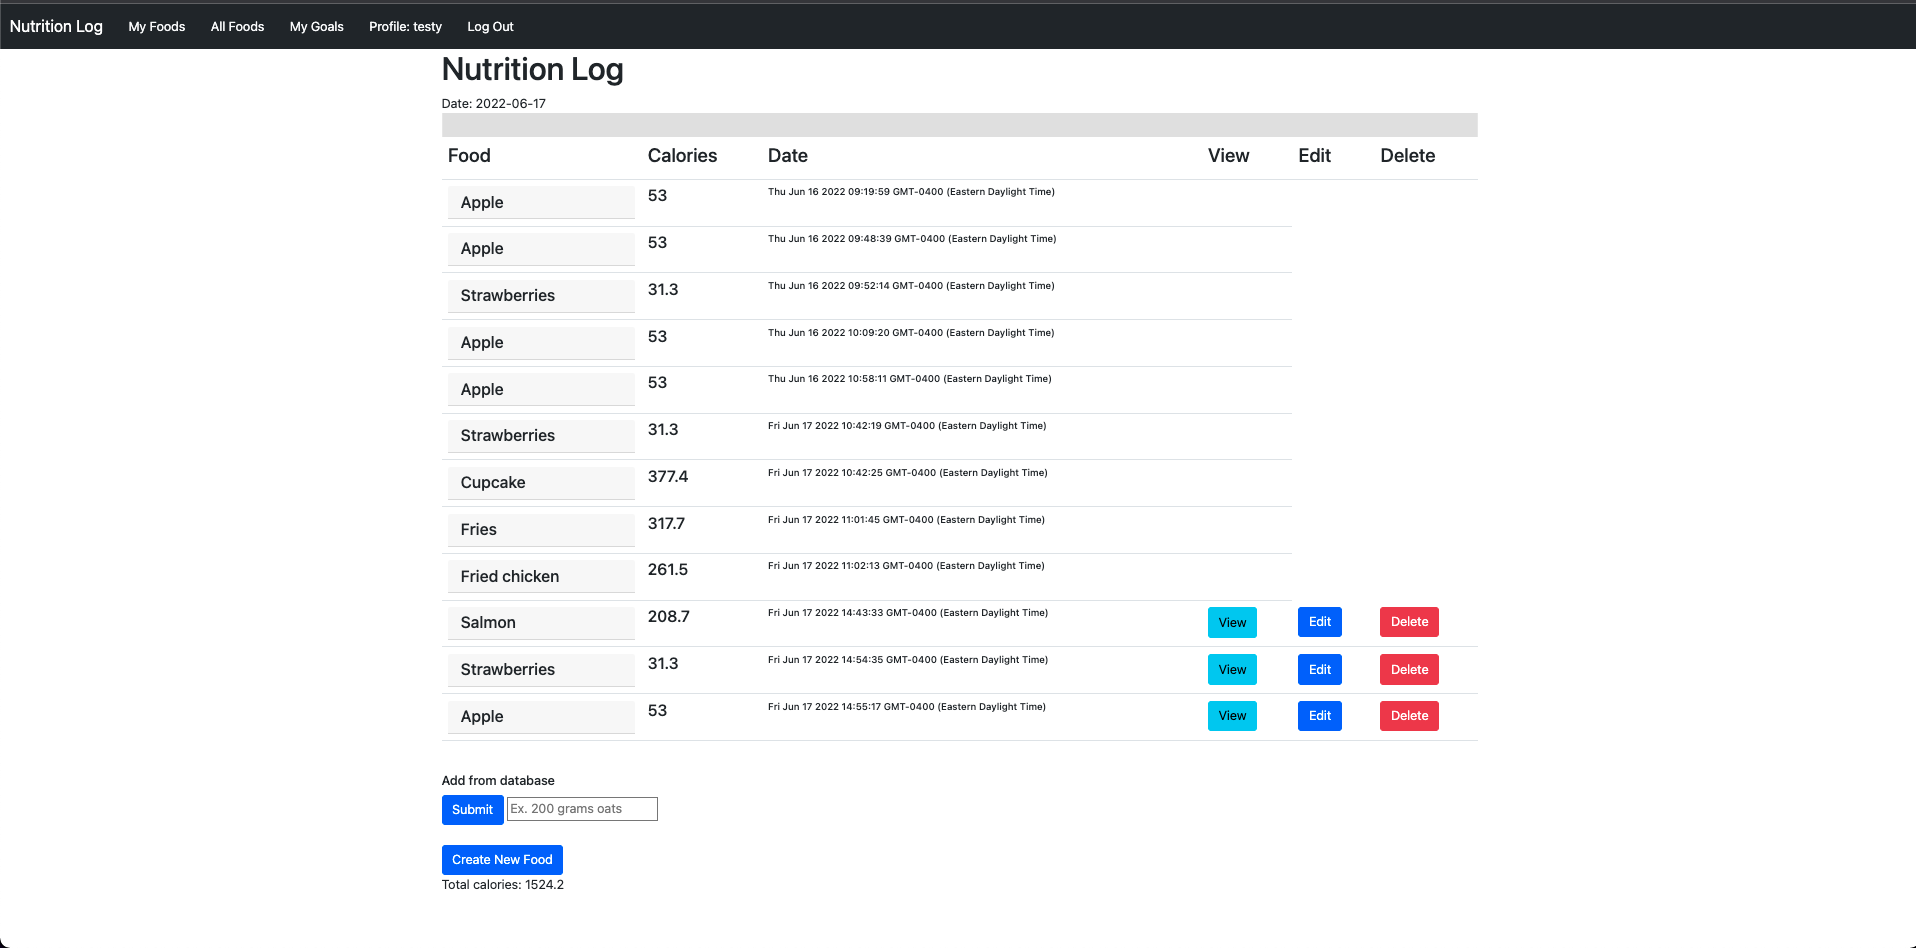 Nutrition Log My Foods All Foods My Goals Profile: testy Log Out
Nutrition Log
Date: 2022-06-17
Food Calories Date View Edit Delete
Apple 53 Thu Jun 16 2022 09:19:59 GMT-0400 (Eastern Daylight Time)
Apple 53 Thu Jun 16 2022 09:48:39 GMT-0400 (Eastern Daylight Time)
Strawberries 31.3 Thu Jun 16 2022 09:52:14 GMT-0400 (Eastern Daylight Time)
Apple 53 Thu Jun 16 2022 10:09:20 GMT-0400 (Eastern Daylight Time)
Apple 53 Thu Jun 16 2022 10:58:11 GMT-0400 (Eastern Daylight Time)
Strawberries 31.3 Fri Jun 17 2022 10:42:19 GMT-0400 (Eastern Daylight Time)
Cupcake 377.4 Fri Jun 17 2022 10:42:25 GMT-0400 (Eastern Daylight Time)
Fries 317.7 Fri Jun 17 2022 11:01:45 GMT-0400 (Eastern Daylight Time)
Fried chicken 261.5 Fri Jun 17 2022 11:02:13 GMT-0400 (Eastern Daylight Time)
Salmon 208.7 Fri Jun 17 2022 14:43:33 GMT-0400 (Eastern Daylight Time) View Edit Delete
Strawberries 31.3 Fri Jun 17 2022 14:54:35 GMT-0400 (Eastern Daylight Time) View Edit Delete
Apple 53 Fri Jun 17 2022 14:55:17 GMT-0400 (Eastern Daylight Time) View Edit Delete
Add from database
Submit Ex. 200 grams oats
Create New Food
Total calories: 1524.2